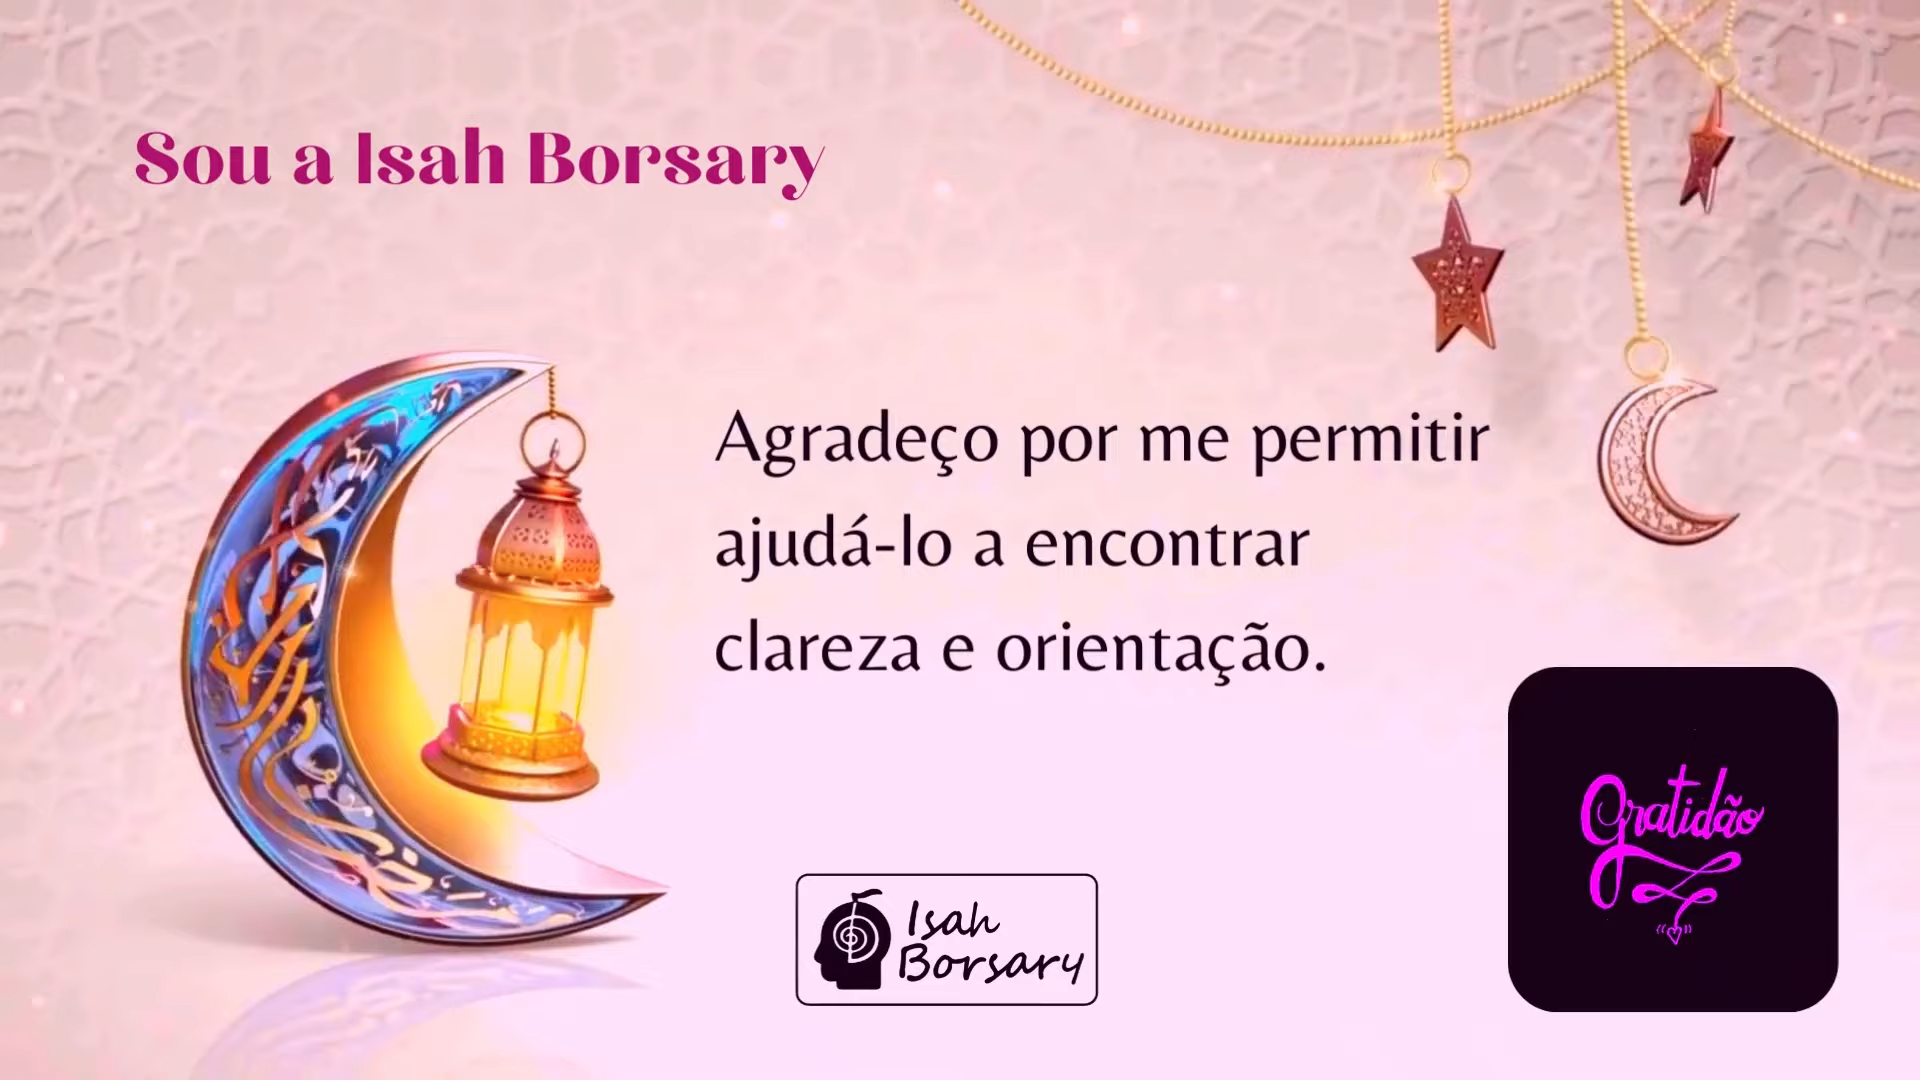 Sou a Isah Borsary
Agradeço por me permitir
ajudá-lo a encontrar
clareza e orientação.
gratidão
Isah
Borsary